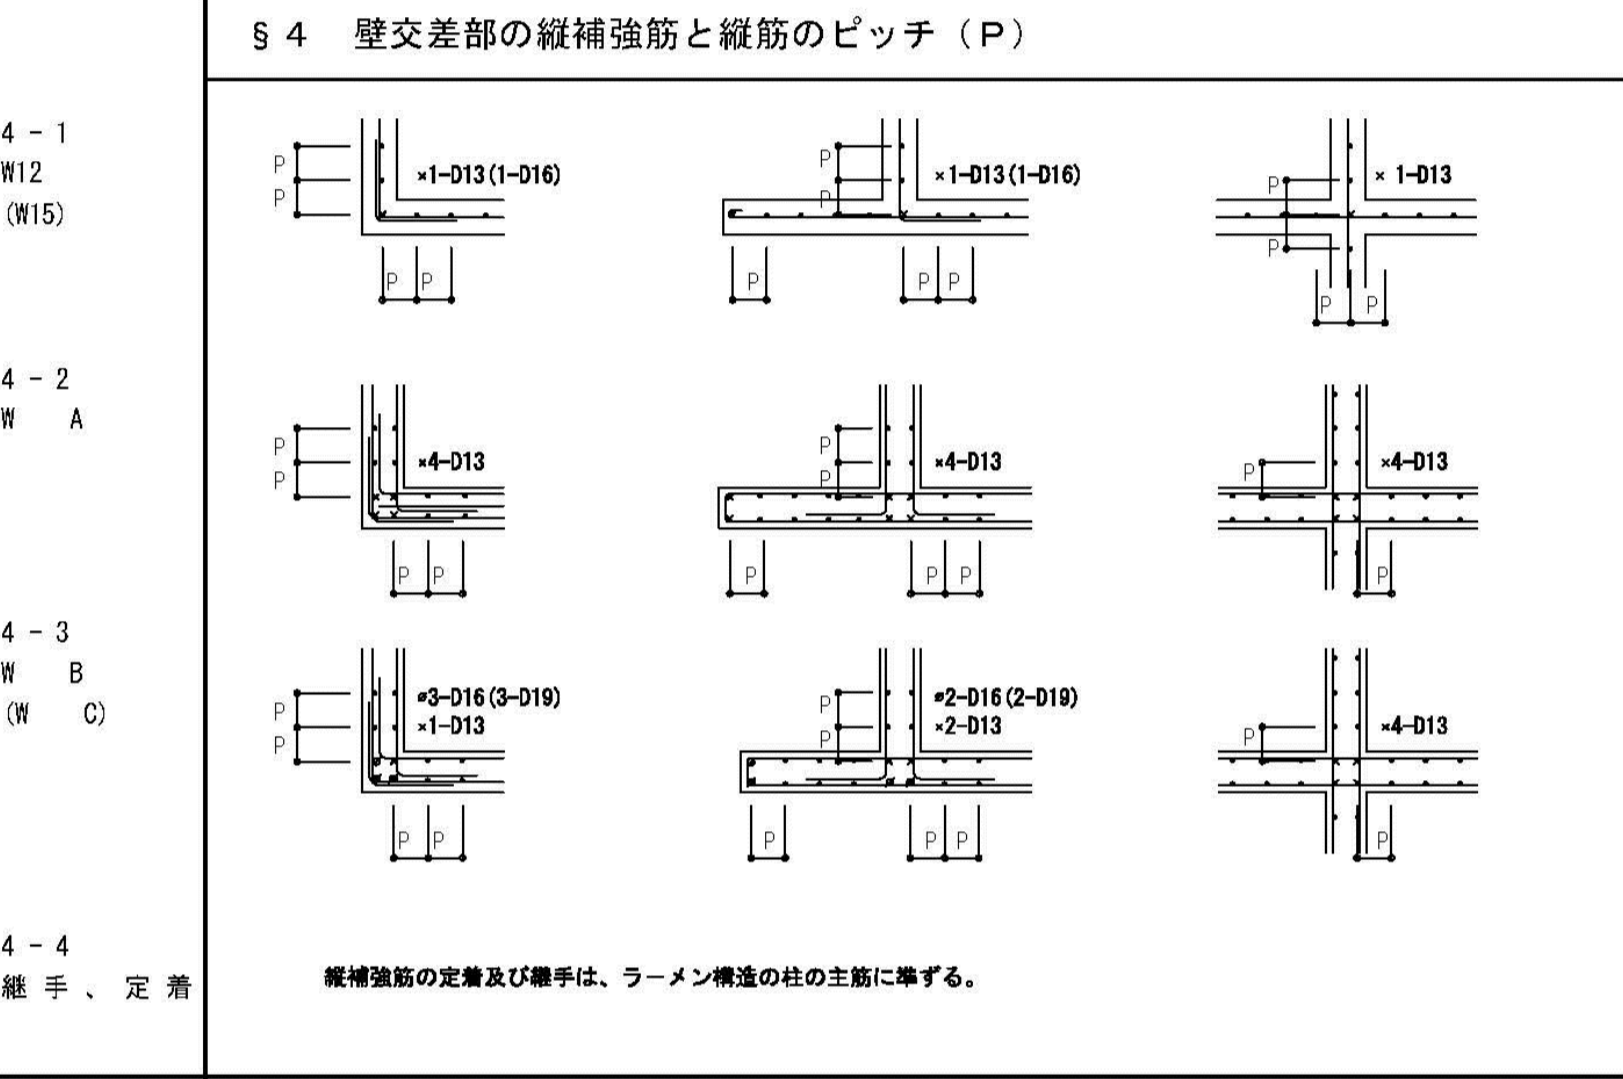 §4 壁交差部の縦補強筋と縦筋のピッチ（P）
4 - 1
W12
(W15)
P
P
×1-D13(1-D16)
P
P
P
P
×1-D13(1-D16)
P
P
P
P
× 1-D13
P
P
P
4 - 2
W A
P
P
×4-D13
P
P
P
P
×4-D13
P
P
P
P
×4-D13
P
4 - 3
W B
(W C)
P
P
⌀3-D16(3-D19)
×1-D13
P
P
P
P
⌀2-D16(2-D19)
×2-D13
P
P
P
P
×4-D13
P
4 - 4
継手、定着
縦補強筋の定着及び継手は、ラーメン構造の柱の主筋に準ずる。